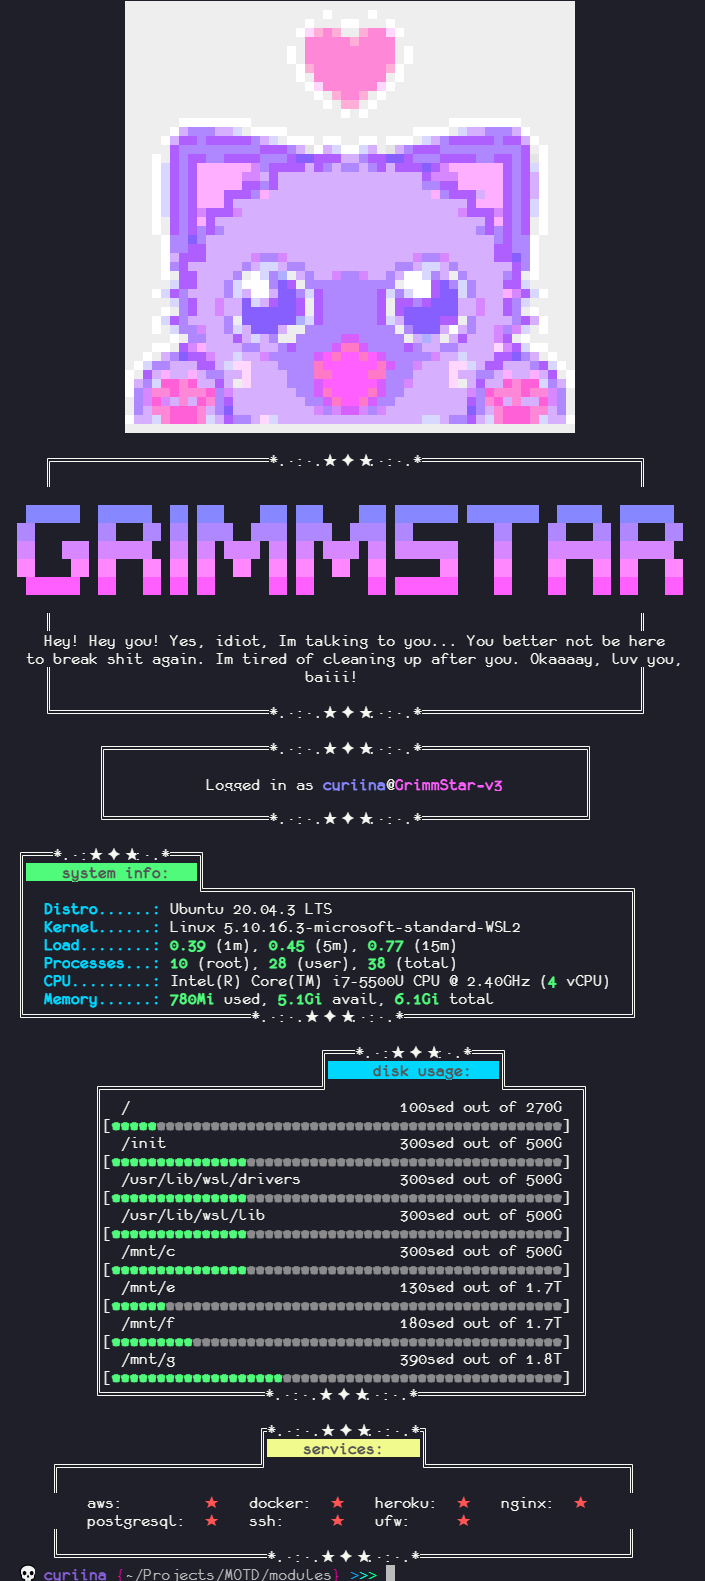 GRIMMSTAR
Hey! Hey you! Yes, idiot, Im talking to you... You better not be here
to break shit again. Im tired of cleaning up after you. Okaaaay, luv you,
baiii!
Logged in as curiina@GrimmStar-v3
system info:
Distro......: Ubuntu 20.04.3 LTS
Kernel......: Linux 5.10.16.3-microsoft-standard-WSL2
Load........: 0.39 (1m), 0.45 (5m), 0.77 (15m)
Processes...: 10 (root), 28 (user), 38 (total)
CPU.........: Intel(R) Core(TM) i7-5500U CPU @ 2.40GHz (4 vCPU)
Memory......: 780Mi used, 5.1Gi avail, 6.1Gi total
disk usage:
/ 100sed out of 270G
/init 300sed out of 500G
/usr/lib/wsl/drivers 300sed out of 500G
/usr/lib/wsl/lib 300sed out of 500G
/mnt/c 300sed out of 500G
/mnt/e 130sed out of 1.7T
/mnt/f 180sed out of 1.7T
/mnt/g 390sed out of 1.8T
services:
aws: ★ docker: ★ heroku: ★ nginx: ★
postgresql: ★ ssh: ★ ufw: ★
curiina {~/Projects/MOTD/modules} >>>